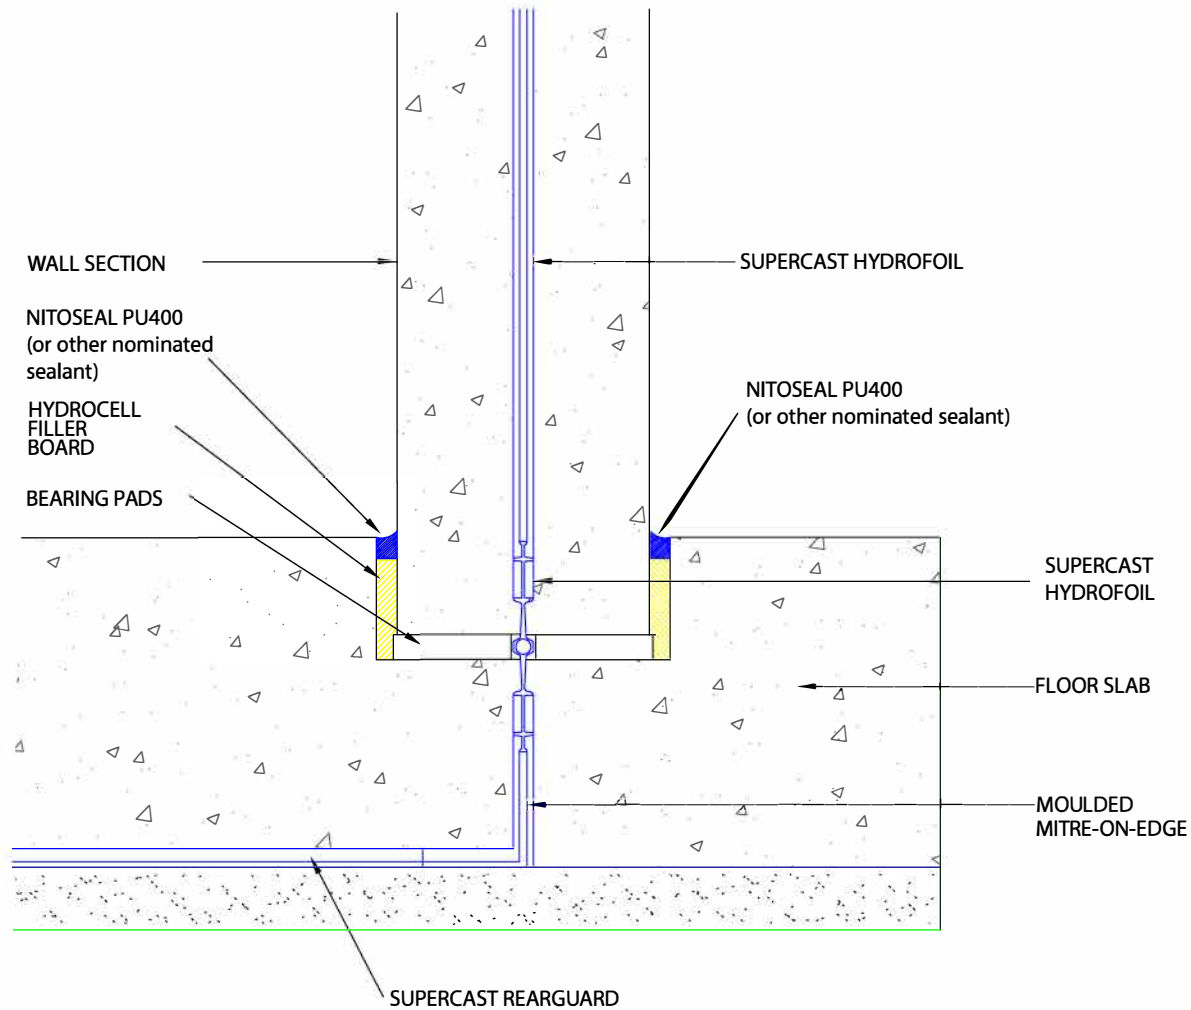 WALL SECTION
SUPERCAST HYDROFOIL
NITOSEAL PU400
(or other nominated
sealant)
NITOSEAL PU400
(or other nominated sealant)
HYDROCELL
FILLER
BOARD
BEARING PADS
SUPERCAST
HYDROFOIL
FLOOR SLAB
MOULDED
MITRE-ON-EDGE
SUPERCAST REARGUARD